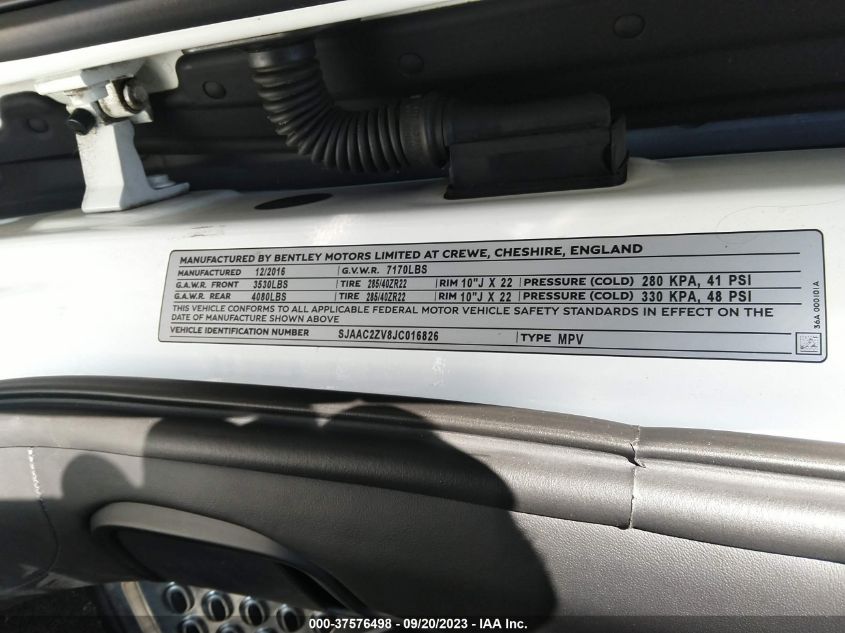 MANUFACTURED BY BENTLEY MOTORS LIMITED AT CREWE, CHESHIRE, ENGLAND
MANUFACTURED 12/2016 G.V.W.R. 7170LBS
G.A.W.R. FRONT 3530LBS TIRE 285/40ZR22 RIM 10"J X 22 PRESSURE (COLD) 280 KPA, 41 PSI
G.A.W.R. REAR 4080LBS TIRE 285/40ZR22 RIM 10"J X 22 PRESSURE (COLD) 330 KPA, 48 PSI
THIS VEHICLE CONFORMS TO ALL APPLICABLE FEDERAL MOTOR VEHICLE SAFETY STANDARDS IN EFFECT ON THE
DATE OF MANUFACTURE SHOWN ABOVE
VEHICLE IDENTIFICATION NUMBER SJAAC2ZV8JC016826 TYPE MPV
36A 000101A
000-37576498 - 09/20/2023 - IAA Inc.